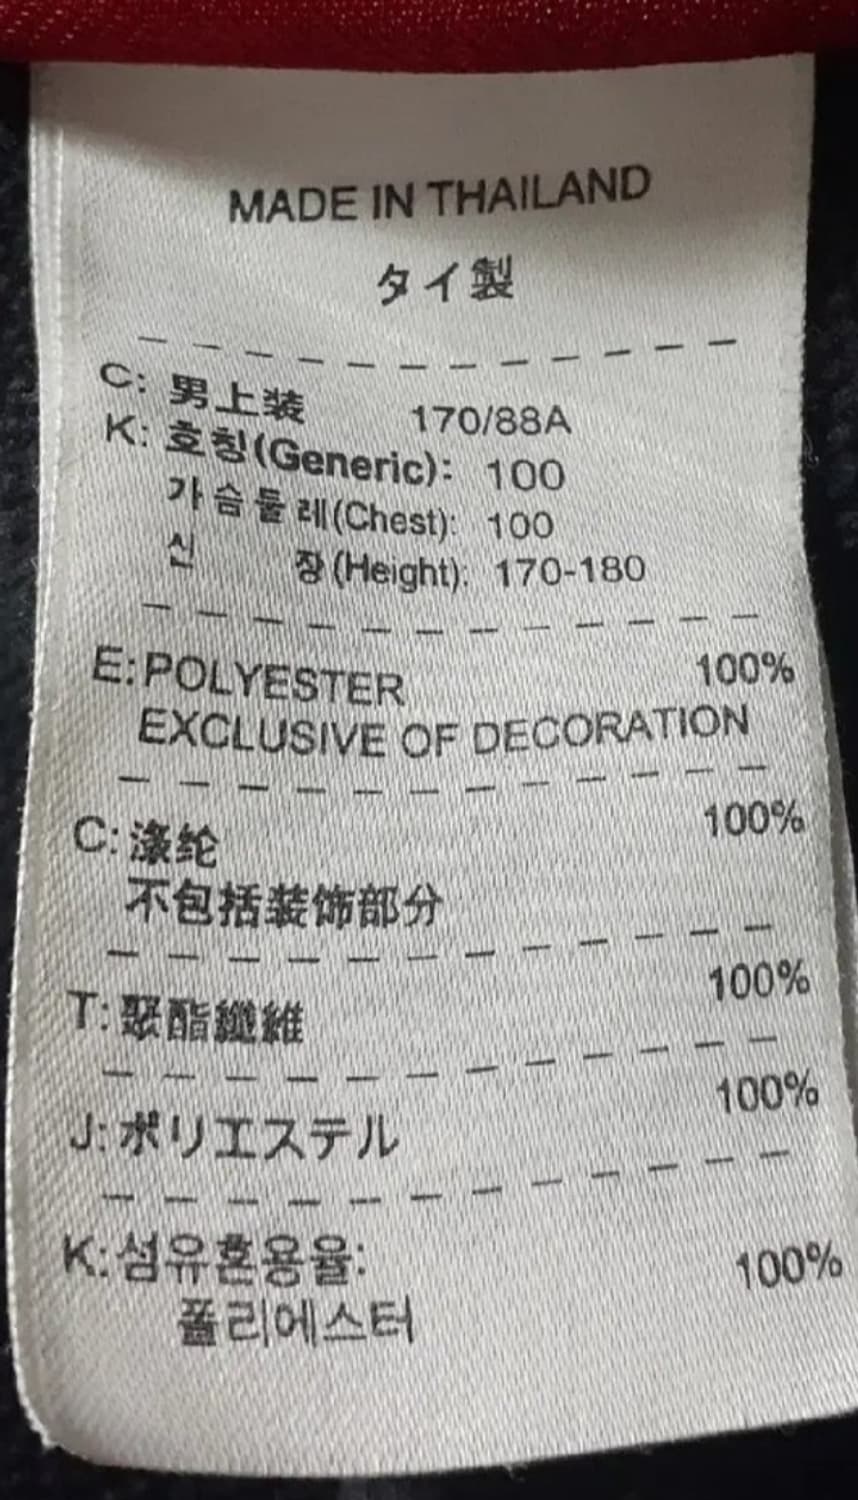 MADE IN THAILAND
タイ製
C: 男上装 170/88A
K: 호칭(Generic): 100
가슴둘레(Chest): 100
신 장(Height): 170-180
E: POLYESTER 100%
EXCLUSIVE OF DECORATION
C: 涤纶 100%
不包括装饰部分
T: 聚酯纖維 100%
J: ポリエステル 100%
K: 섬유혼용율: 100%
폴리에스터